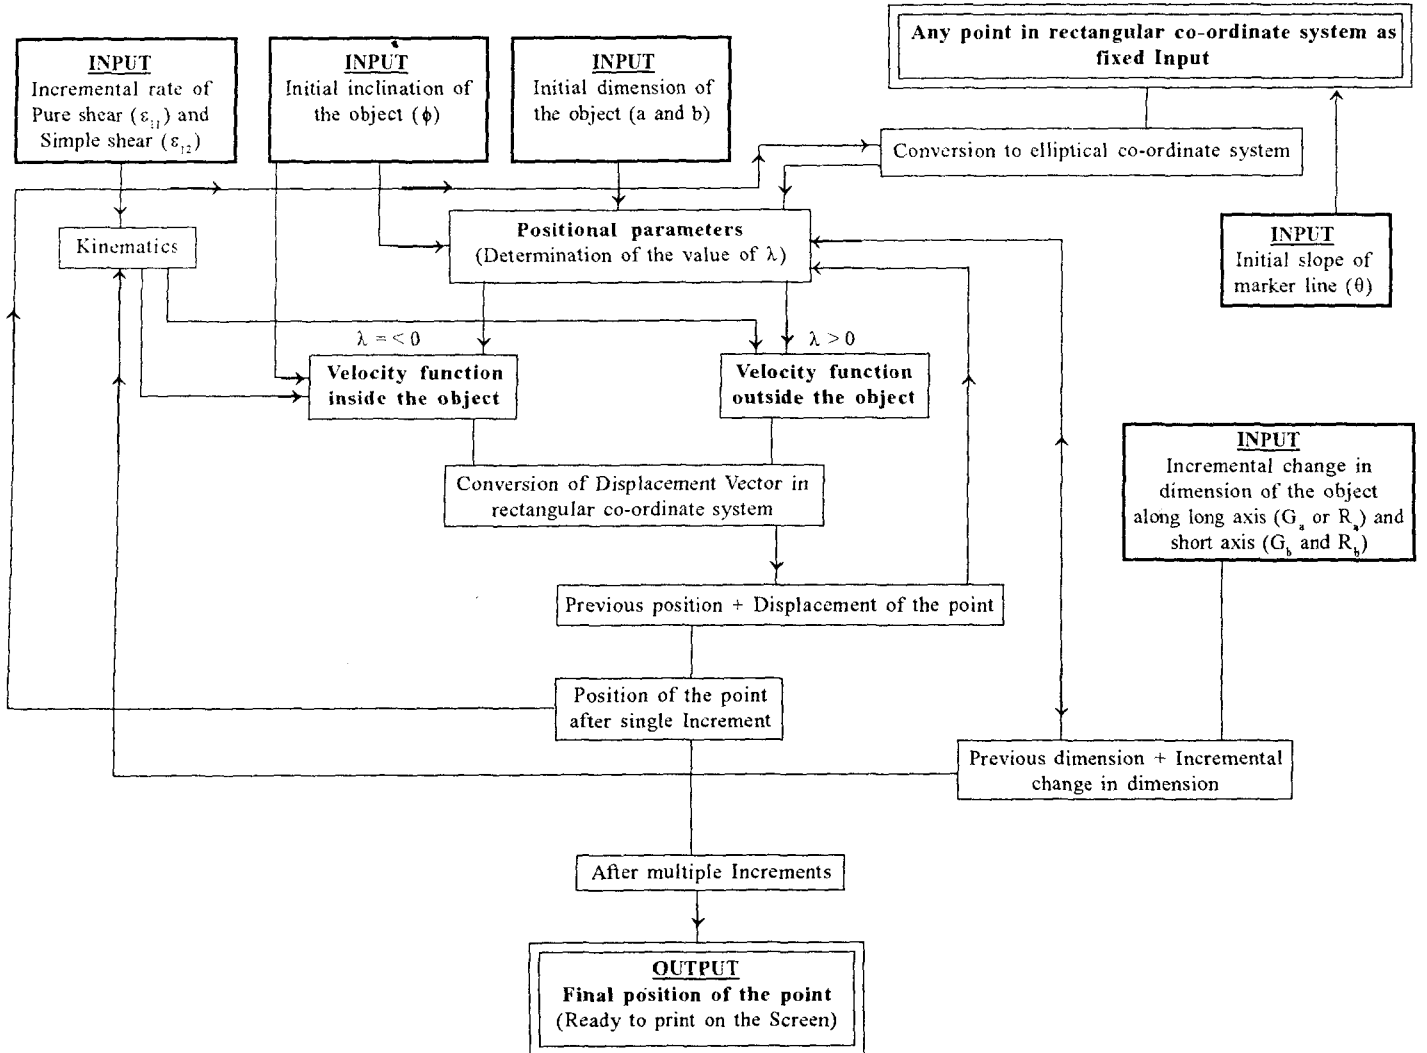 Any point in rectangular co-ordinate system as
fixed Input
INPUT
Incremental rate of
Pure shear (ε₁₁) and
Simple shear (ε₁₂)
INPUT
Initial inclination of
the object (ϕ)
INPUT
Initial dimension of
the object (a and b)
Conversion to elliptical co-ordinate system
Kinematics
Positional parameters
(Determination of the value of λ)
INPUT
Initial slope of
marker line (θ)
λ = < 0
λ > 0
Velocity function
inside the object
Velocity function
outside the object
INPUT
Incremental change in
dimension of the object
along long axis (Gₐ or Rₐ) and
short axis (G_b and R_b)
Conversion of Displacement Vector in
rectangular co-ordinate system
Previous position + Displacement of the point
Position of the point
after single Increment
Previous dimension + Incremental
change in dimension
After multiple Increments
OUTPUT
Final position of the point
(Ready to print on the Screen)